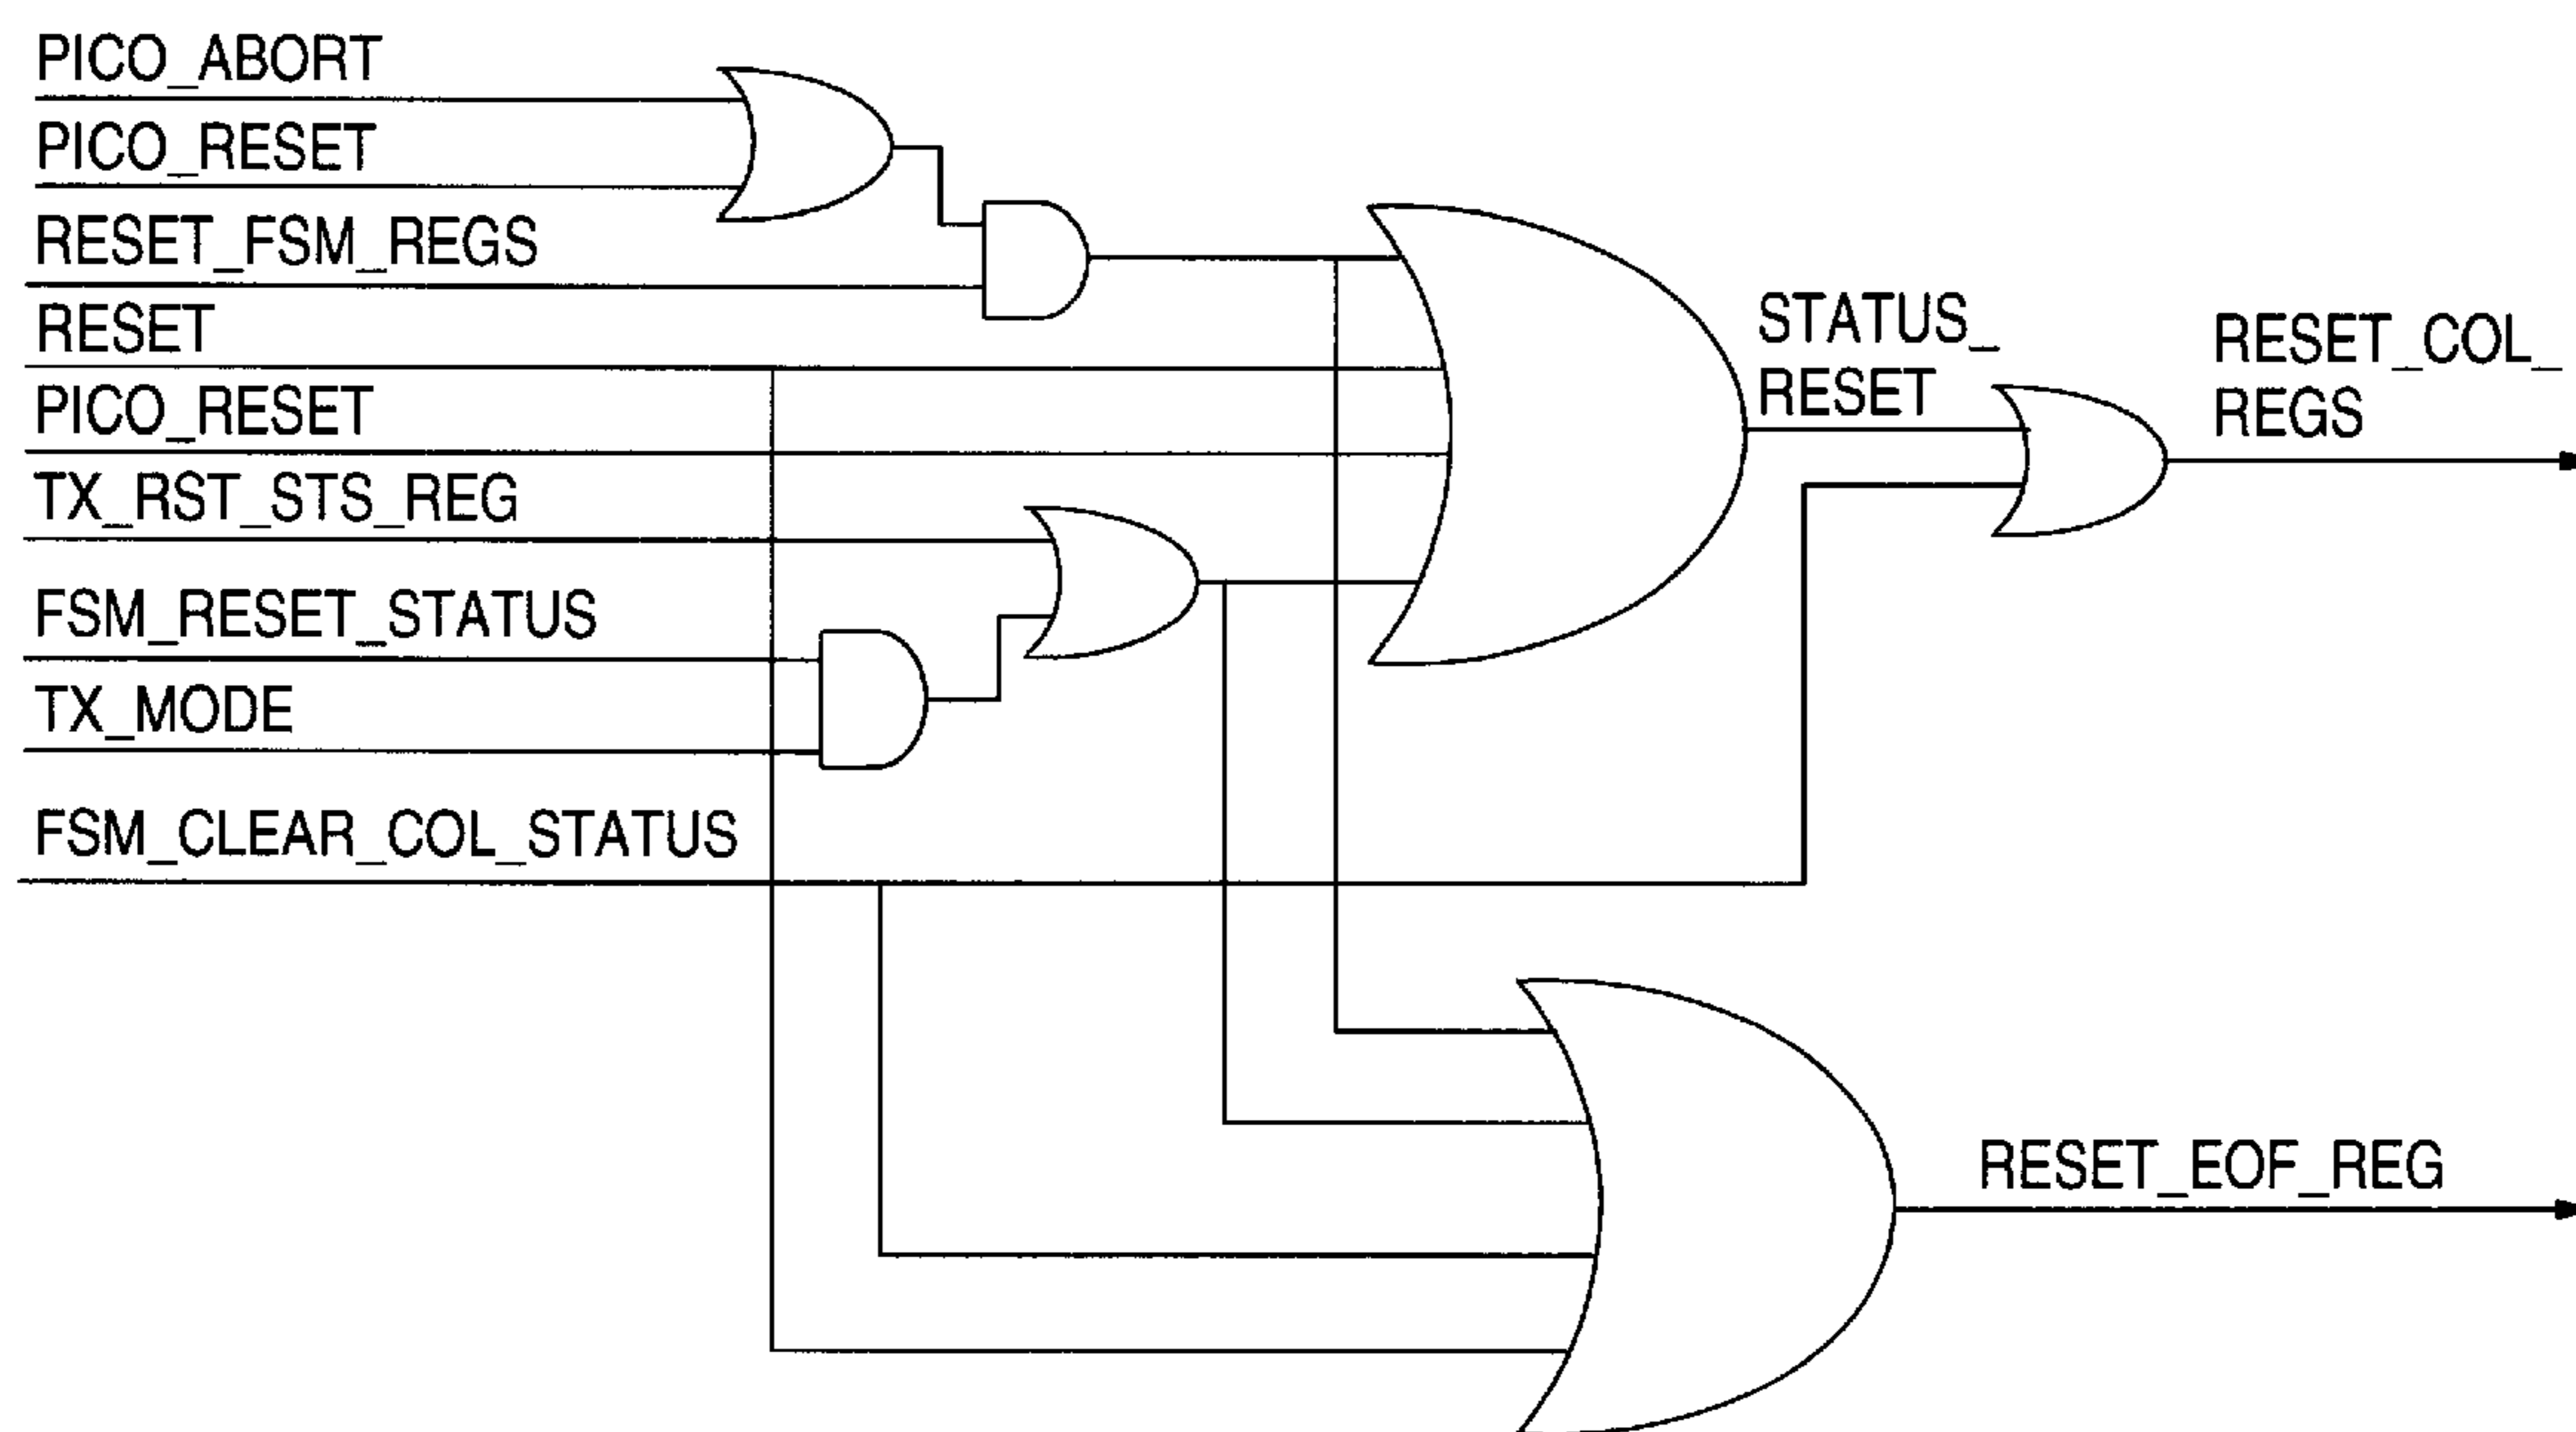 PICO_ABORT
PICO_RESET
RESET_FSM_REGS
RESET
PICO_RESET
TX_RST_STS_REG
FSM_RESET_STATUS
TX_MODE
FSM_CLEAR_COL_STATUS
STATUS_
RESET
RESET_COL_
REGS
RESET_EOF_REG